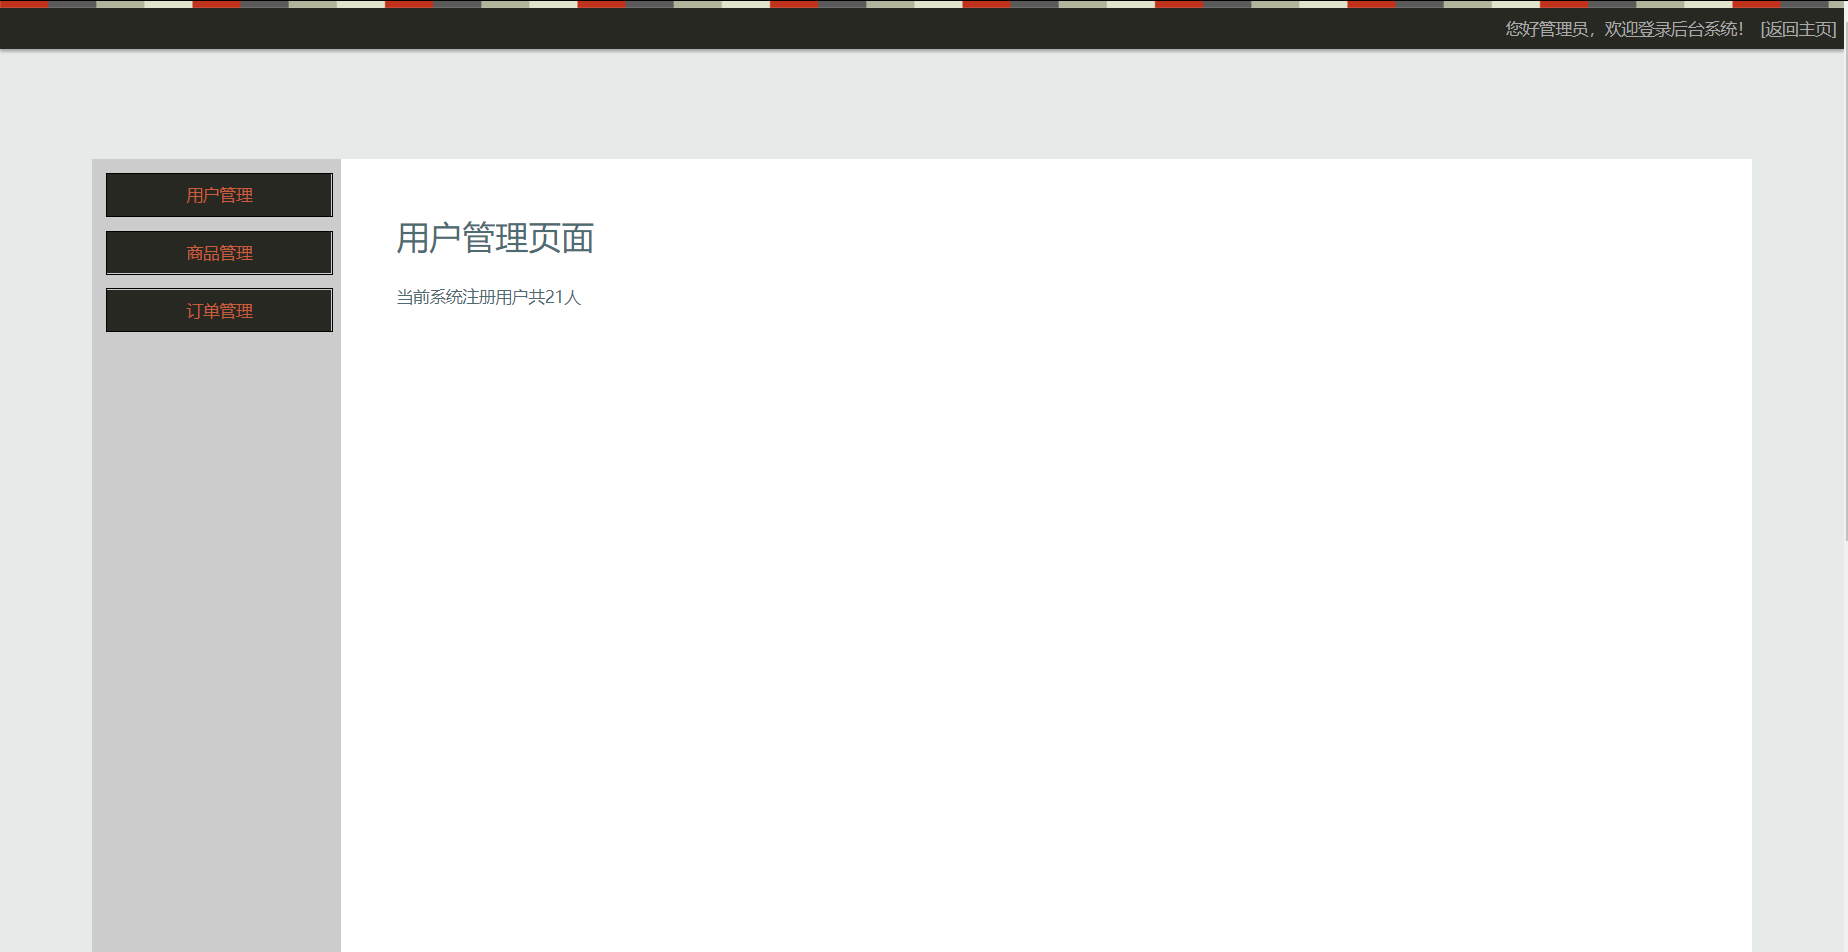 您好管理员，欢迎登录后台系统！ [返回主页]
用户管理
商品管理
订单管理
用户管理页面
当前系统注册用户共21人